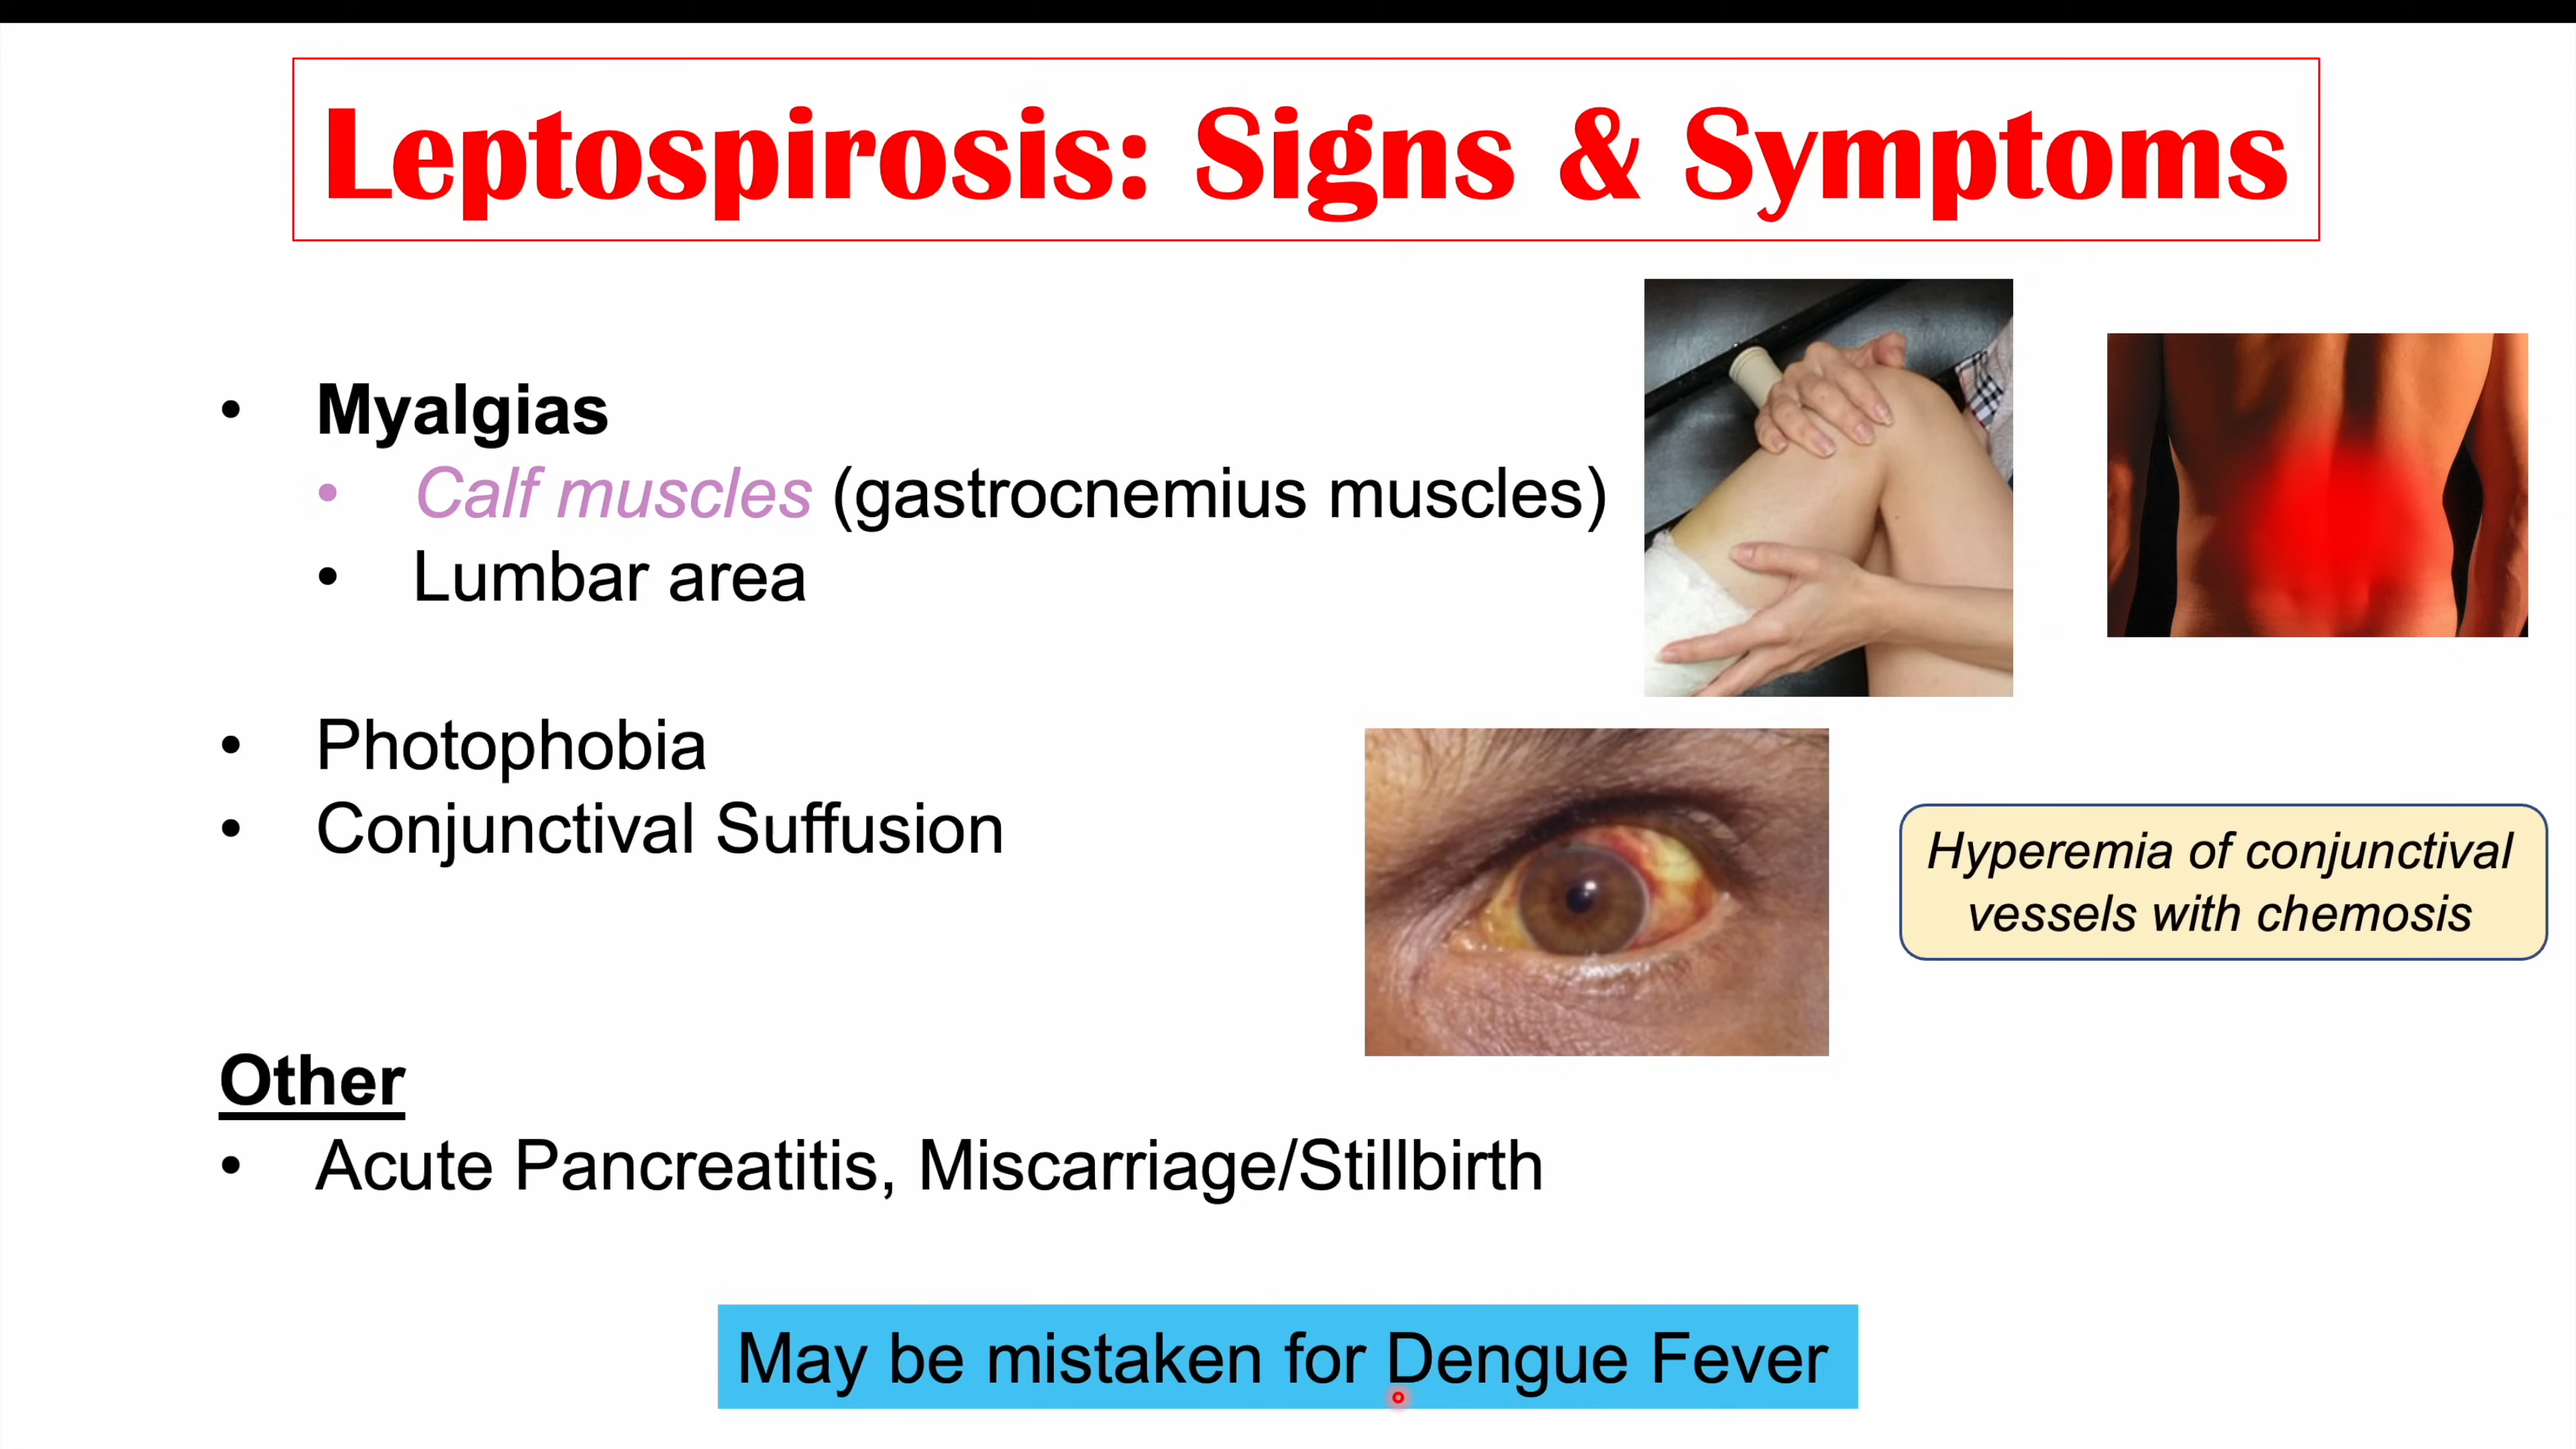 Leptospirosis: Signs & Symptoms
• Myalgias
• Calf muscles (gastrocnemius muscles)
• Lumbar area
• Photophobia
• Conjunctival Suffusion
Hyperemia of conjunctival
vessels with chemosis
Other
• Acute Pancreatitis, Miscarriage/Stillbirth
May be mistaken for Dengue Fever